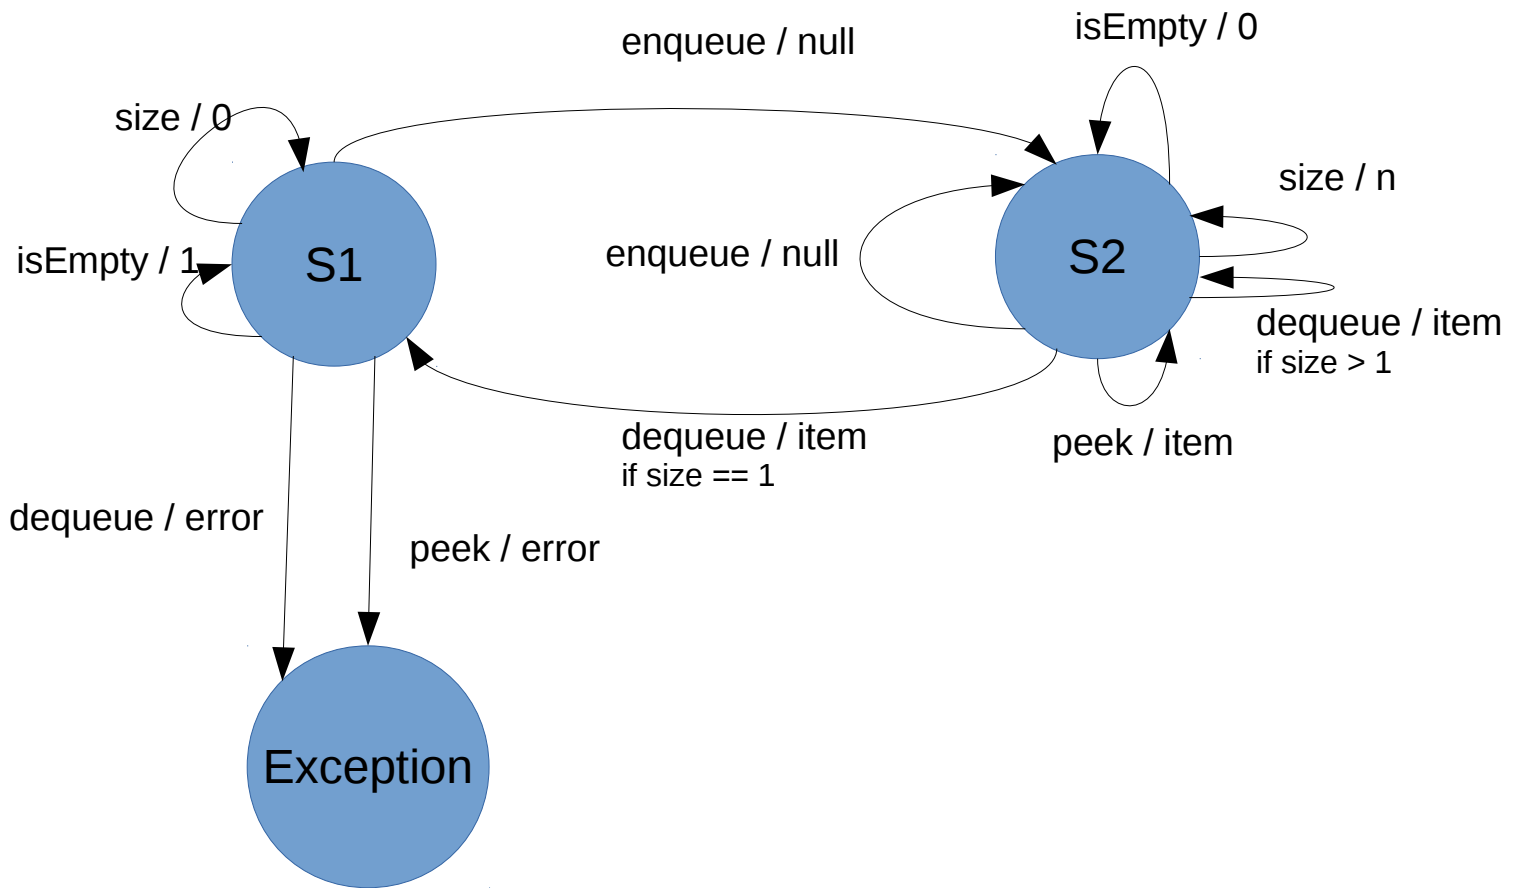 isEmpty / 0
enqueue / null
size / 0
size / n
isEmpty / 1
S1
enqueue / null
S2
dequeue / item
if size > 1
dequeue / item
if size == 1
peek / item
dequeue / error
peek / error
Exception